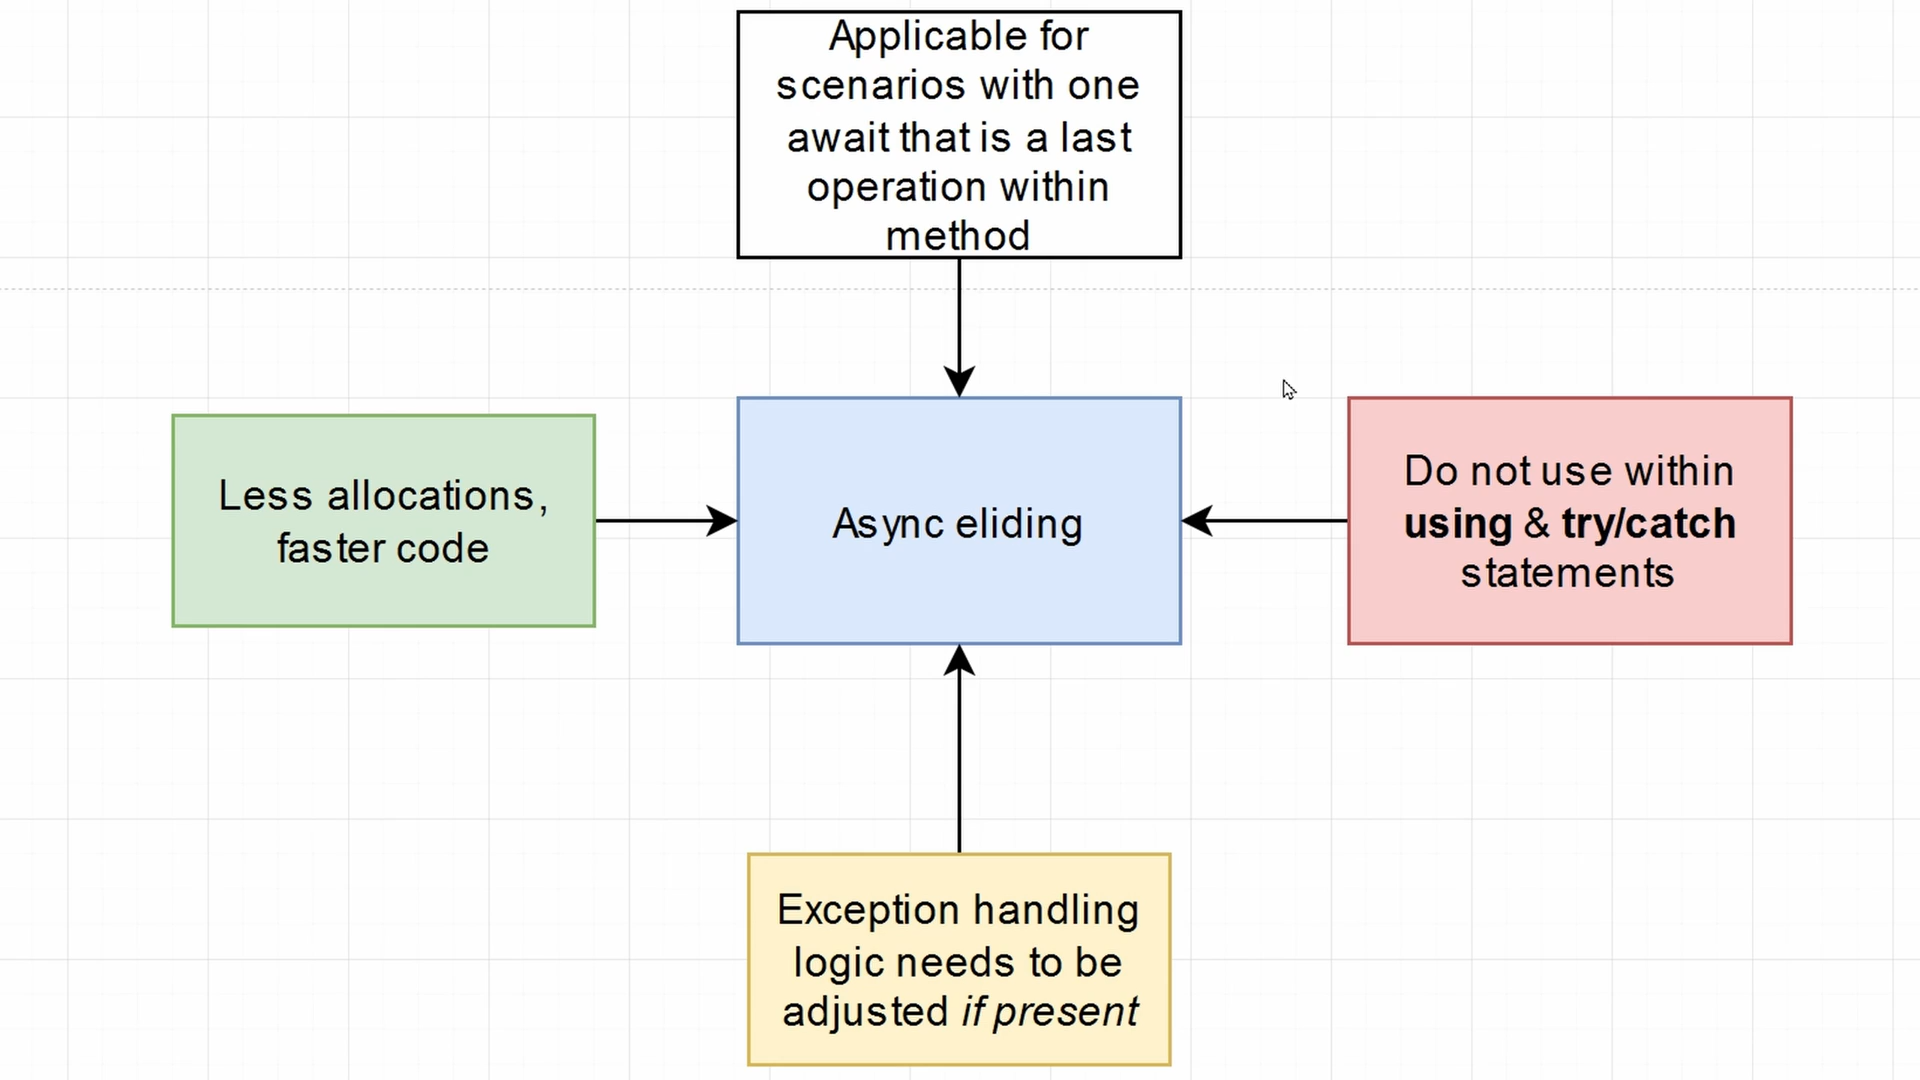 Applicable for
scenarios with one
await that is a last
operation within
method
Less allocations,
faster code
Async eliding
Do not use within
using & try/catch
statements
Exception handling
logic needs to be
adjusted if present